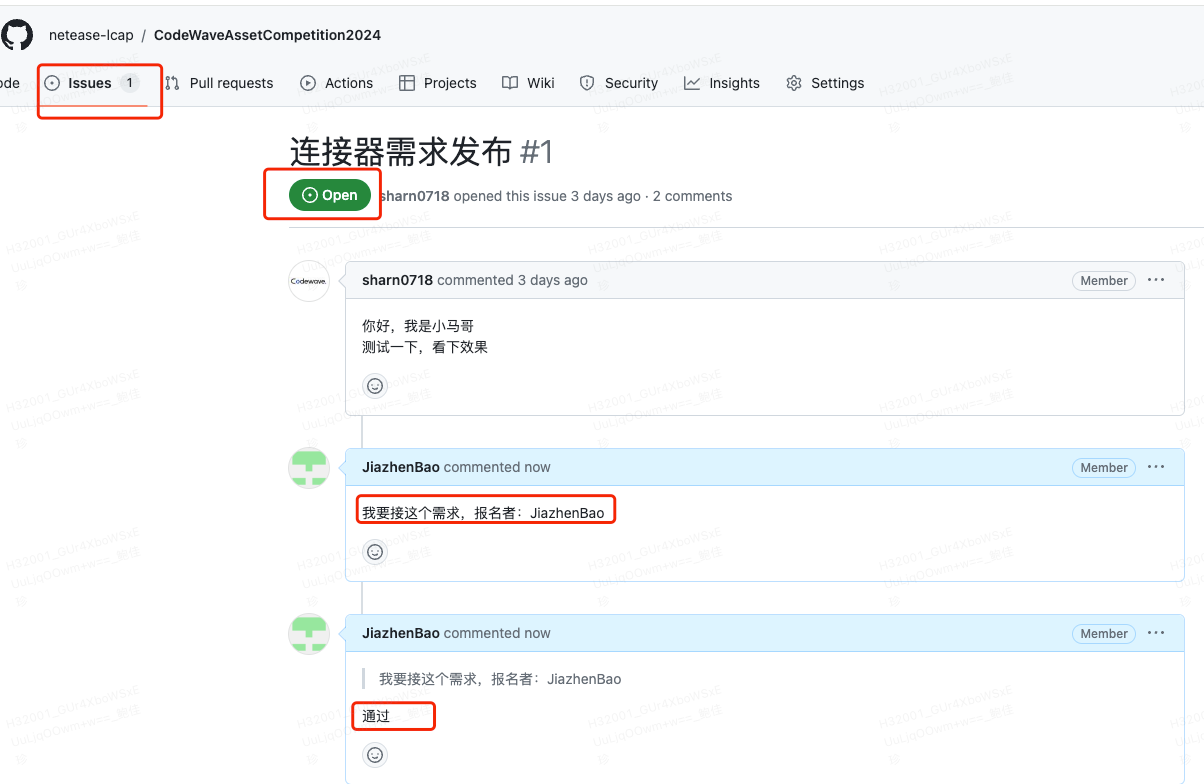 netease-lcap / CodeWaveAssetCompetition2024
ode Issues 1 Pull requests Actions Projects Wiki Security Insights Settings
连接器需求发布 #1
Open sharn0718 opened this issue 3 days ago · 2 comments
Codewave.
sharn0718 commented 3 days ago Member ...
你好，我是小马哥
测试一下，看下效果
JiazhenBao commented now Member ...
我要接这个需求，报名者：JiazhenBao
JiazhenBao commented now Member ...
我要接这个需求，报名者：JiazhenBao
通过